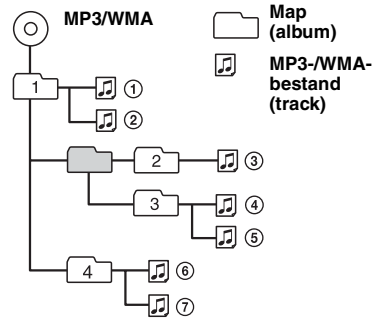 MP3/WMA
Map
(album)
MP3-/WMA-
bestand
(track)
1
①
②
2
③
3
④
⑤
4
⑥
⑦